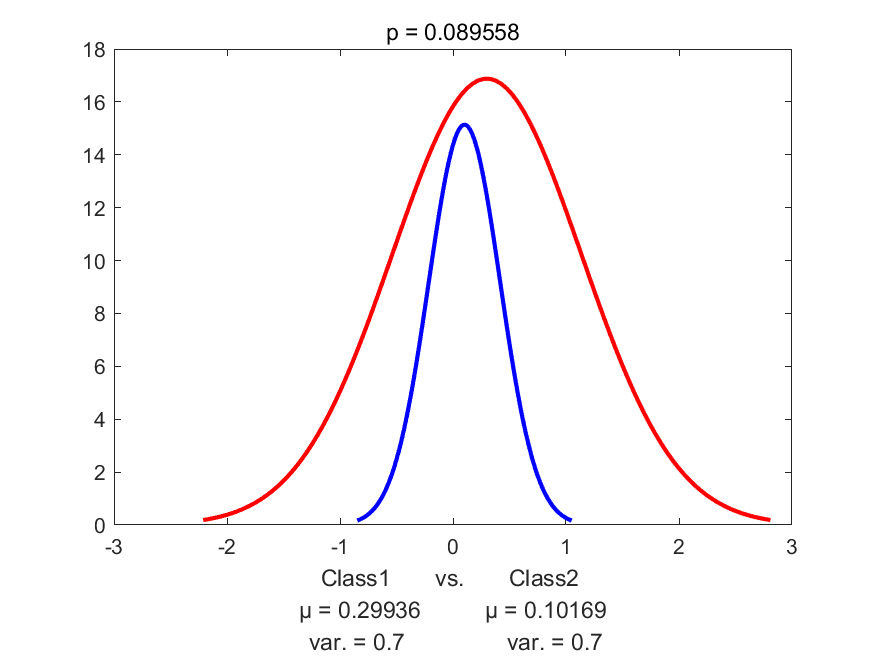 p = 0.089558
18
16
14
12
10
8
6
4
2
0
-3 -2 -1 0 1 2 3
Class1 vs. Class2
μ = 0.29936 μ = 0.10169
var. = 0.7 var. = 0.7